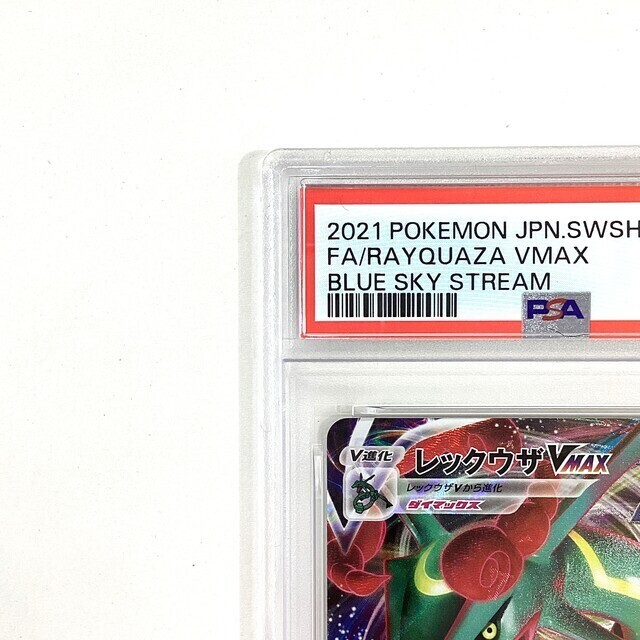 2021 POKEMON JPN.SWSH
FA/RAYQUAZA VMAX
BLUE SKY STREAM
PSA
V進化
レックウザVMAX
レックウザVから進化
ダイマックス